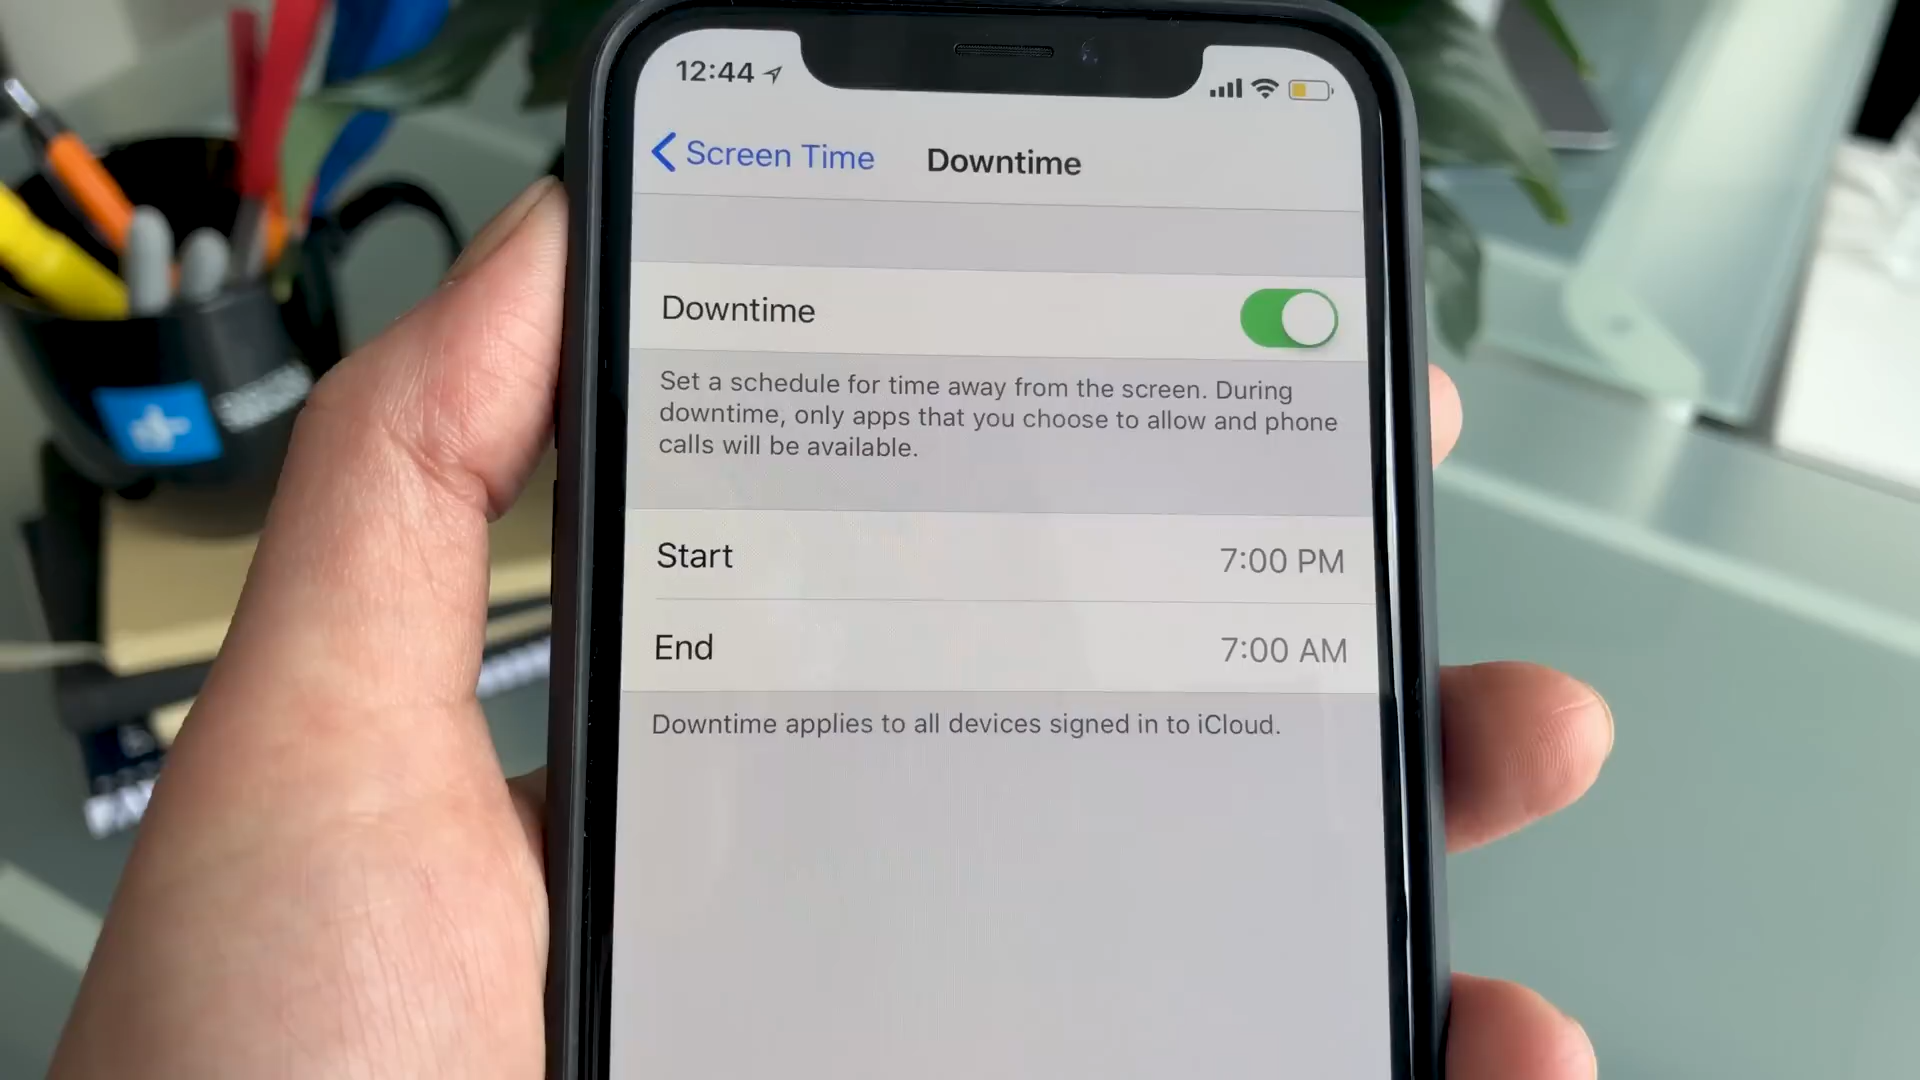 12:44
Screen Time
Downtime
Downtime
Set a schedule for time away from the screen. During
downtime, only apps that you choose to allow and phone
calls will be available.
Start 7:00 PM
End 7:00 AM
Downtime applies to all devices signed in to iCloud.